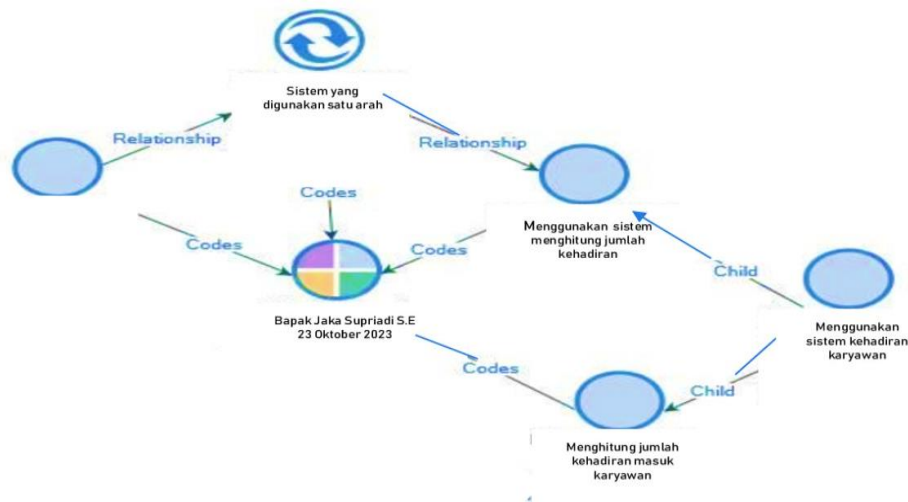 Sistem yang
digunakan satu arah
Relationship
Relationship
Codes
Menggunakan sistem
menghitung jumlah
kehadiran
Codes
Codes
Child
Bapak Jaka Supriadi S.E
23 Oktober 2023
Menggunakan
sistem kehadiran
karyawan
Codes
Child
Menghitung jumlah
kehadiran masuk
karyawan